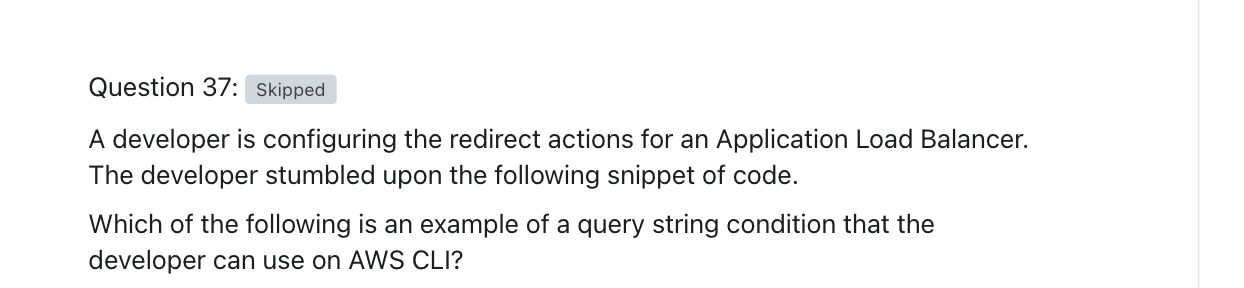 Question 37: Skipped
A developer is configuring the redirect actions for an Application Load Balancer.
The developer stumbled upon the following snippet of code.
Which of the following is an example of a query string condition that the
developer can use on AWS CLI?